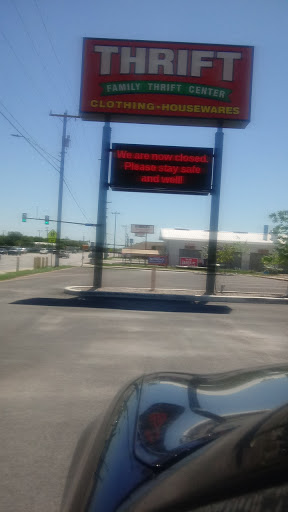 THRIFT
FAMILY THRIFT CENTER
CLOTHING-HOUSEWARES
We are now closed.
Please stay safe
and well!